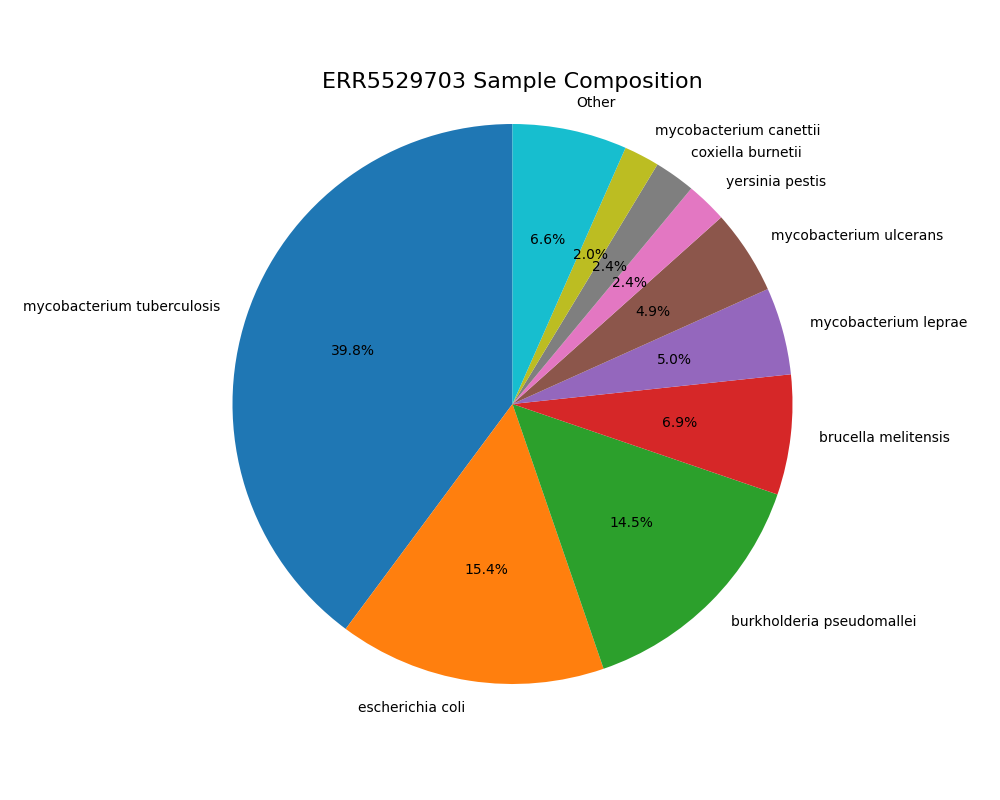 ERR5529703 Sample Composition
Other
mycobacterium canettii
coxiella burnetii
yersinia pestis
mycobacterium ulcerans
mycobacterium leprae
brucella melitensis
burkholderia pseudomallei
escherichia coli
mycobacterium tuberculosis
6.6%
2.0%
2.4%
2.4%
4.9%
5.0%
6.9%
14.5%
15.4%
39.8%